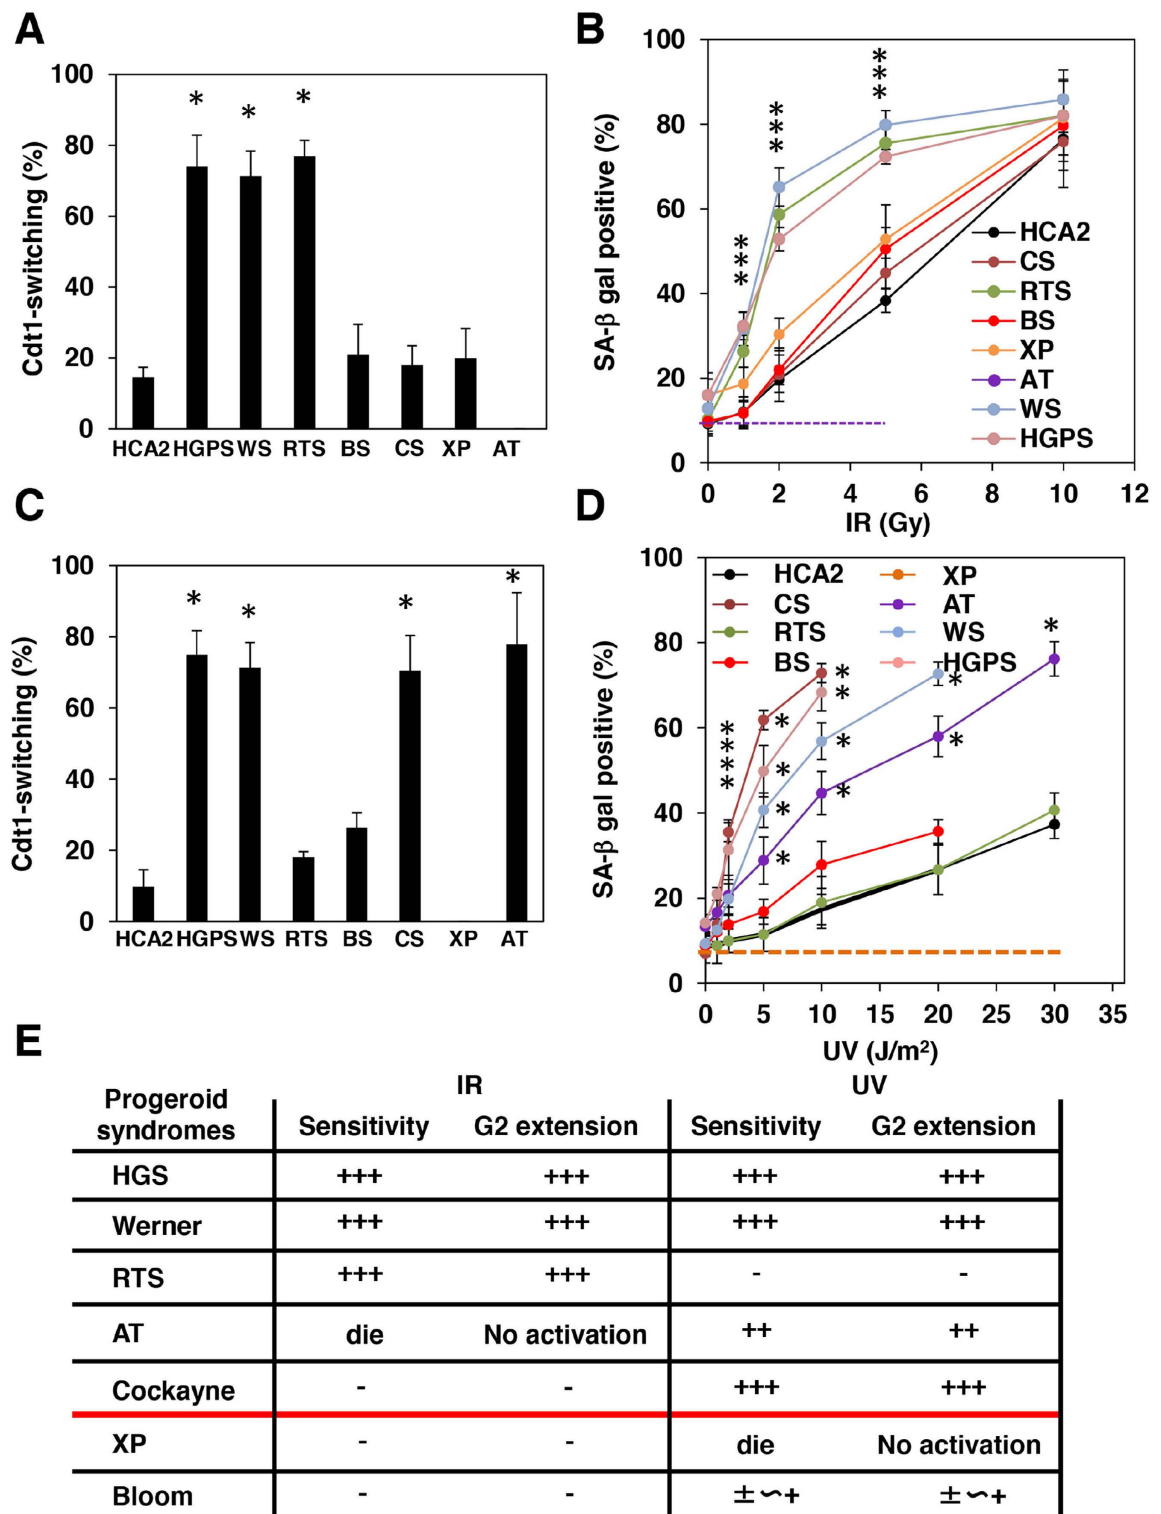 A
Cdt1-switching (%)
100
80
60
40
20
0
* * *
HCA2 HGPS WS RTS BS CS XP AT
B
SA-β gal positive (%)
100
80
60
40
20
0
***
***
***
HCA2
CS
RTS
BS
XP
AT
WS
HGPS
0 2 4 6 8 10 12
IR (Gy)
C
Cdt1-switching (%)
100
80
60
40
20
0
* * * *
HCA2 HGPS WS RTS BS CS XP AT
D
SA-β gal positive (%)
100
80
60
40
20
0
HCA2 XP
CS AT
RTS WS
BS HGPS
****
* * * *
* * * *
* *
*
0 5 10 15 20 25 30 35
UV (J/m²)
E
IR UV
Progeroid syndromes Sensitivity G2 extension Sensitivity G2 extension
HGS +++ +++ +++ +++
Werner +++ +++ +++ +++
RTS +++ +++ - -
AT die No activation ++ ++
Cockayne - - +++ +++
XP - - die No activation
Bloom - - ±∽+ ±∽+